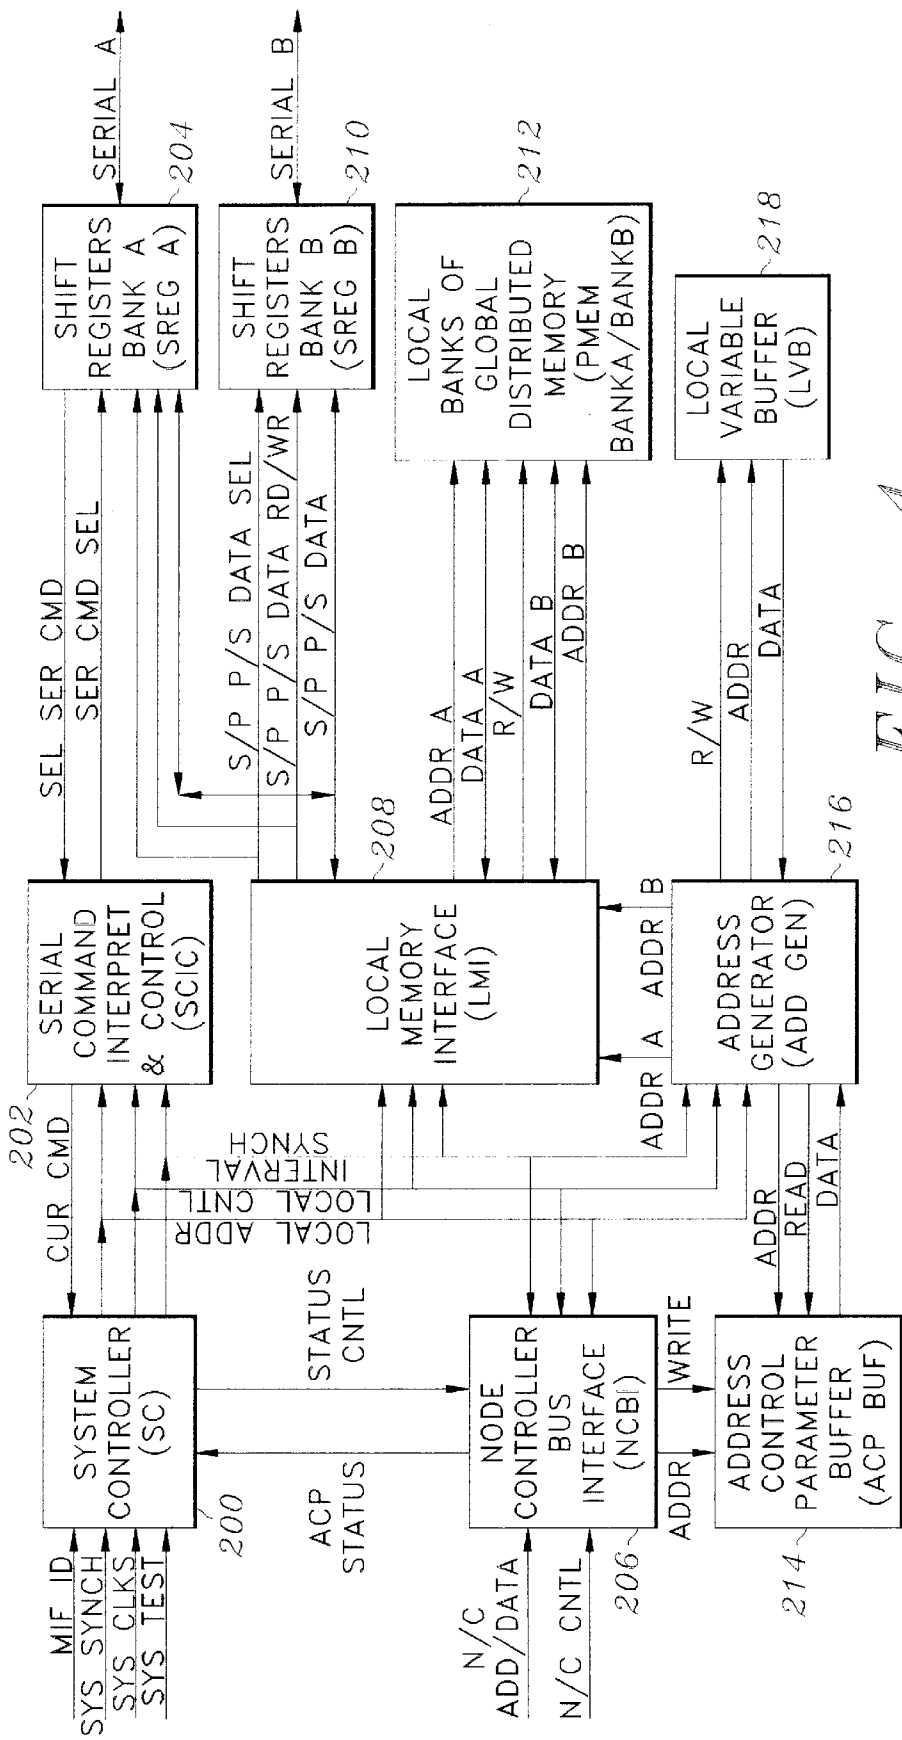 MIF ID
SYS SYNCH
SYS CLKS
SYS TEST
SYSTEM
CONTROLLER
(SC)
200
CUR CMD
202
SERIAL
COMMAND
INTERPRET
& CONTROL
(SCIC)
SEL SER CMD
SER CMD SEL
SHIFT
REGISTERS
BANK A
(SREG A)
204
SERIAL A
LOCAL ADDR
LOCAL CNTL
INTERVAL
SYNCH
S/P P/S DATA SEL
S/P P/S DATA RD/WR
S/P P/S DATA
SHIFT
REGISTERS
BANK B
(SREG B)
210
SERIAL B
ACP
STATUS
STATUS
CNTL
LOCAL
MEMORY
INTERFACE
(LMI)
208
ADDR A
DATA A
R/W
DATA B
ADDR B
LOCAL
BANKS OF
GLOBAL
DISTRIBUTED
MEMORY
(PMEM
BANKA/BANKB)
212
N/C
ADD/DATA
N/C CNTL
NODE
CONTROLLER
BUS
INTERFACE
(NCBI)
206
ADDR
WRITE
ADDR A
ADDR B
ADDRESS
CONTROL
PARAMETER
BUFFER
(ACP BUF)
214
ADDR
READ
DATA
ADDRESS
GENERATOR
(ADD GEN)
216
R/W
ADDR
DATA
LOCAL
VARIABLE
BUFFER
(LVB)
218